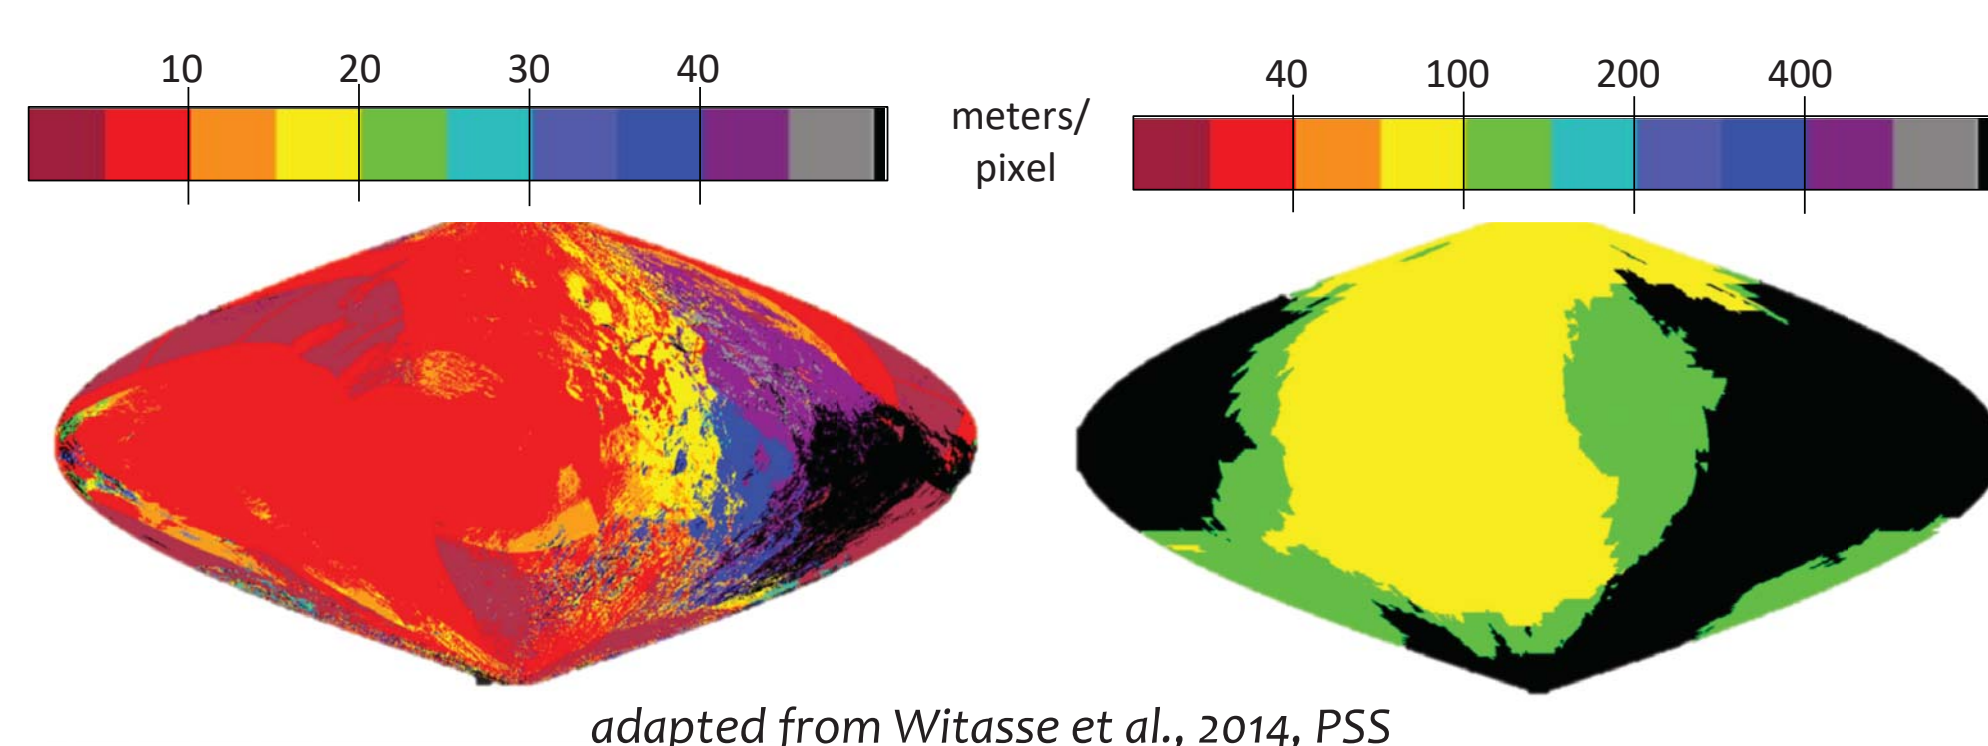 10 20 30 40
40 100 200 400
meters/
pixel
adapted from Witasse et al., 2014, PSS